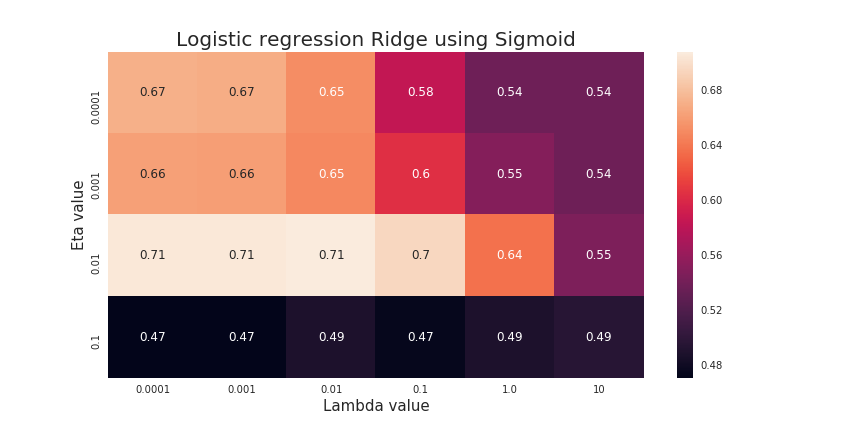 Logistic regression Ridge using Sigmoid
Eta value
0.0001 0.67 0.67 0.65 0.58 0.54 0.54
0.001 0.66 0.66 0.65 0.6 0.55 0.54
0.01 0.71 0.71 0.71 0.7 0.64 0.55
0.1 0.47 0.47 0.49 0.47 0.49 0.49
0.0001 0.001 0.01 0.1 1.0 10
Lambda value
0.68
0.64
0.60
0.56
0.52
0.48